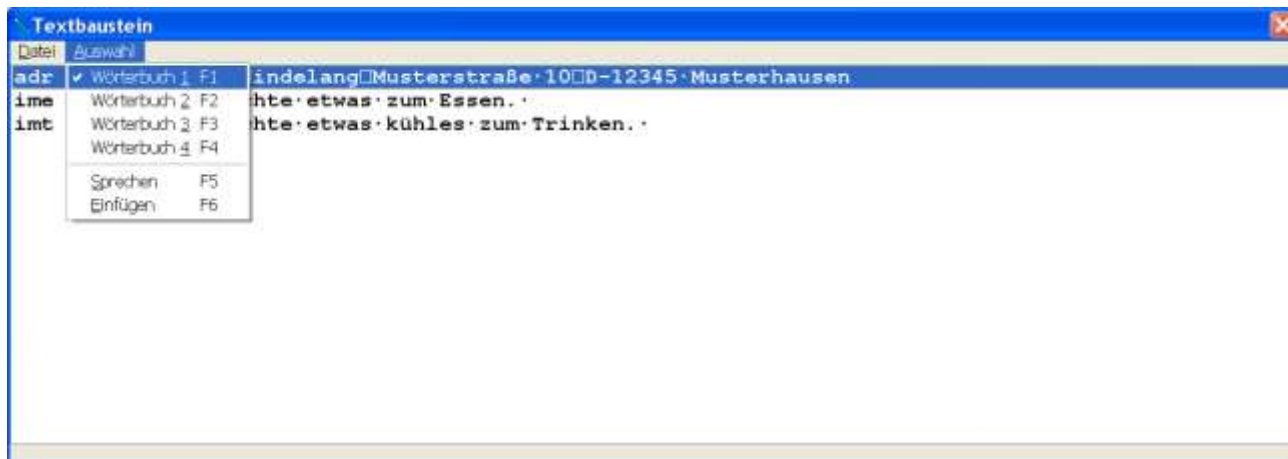 Textbaustein
Datei Auswahl
adr indelang□Musterstraße·10□D-12345·Musterhausen
ime hte·etwas·zum·Essen.·
imt hte·etwas·kühles·zum·Trinken.·
✔ Wörterbuch 1 F1
Wörterbuch 2 F2
Wörterbuch 3 F3
Wörterbuch 4 F4
Sprechen F5
Einfügen F6